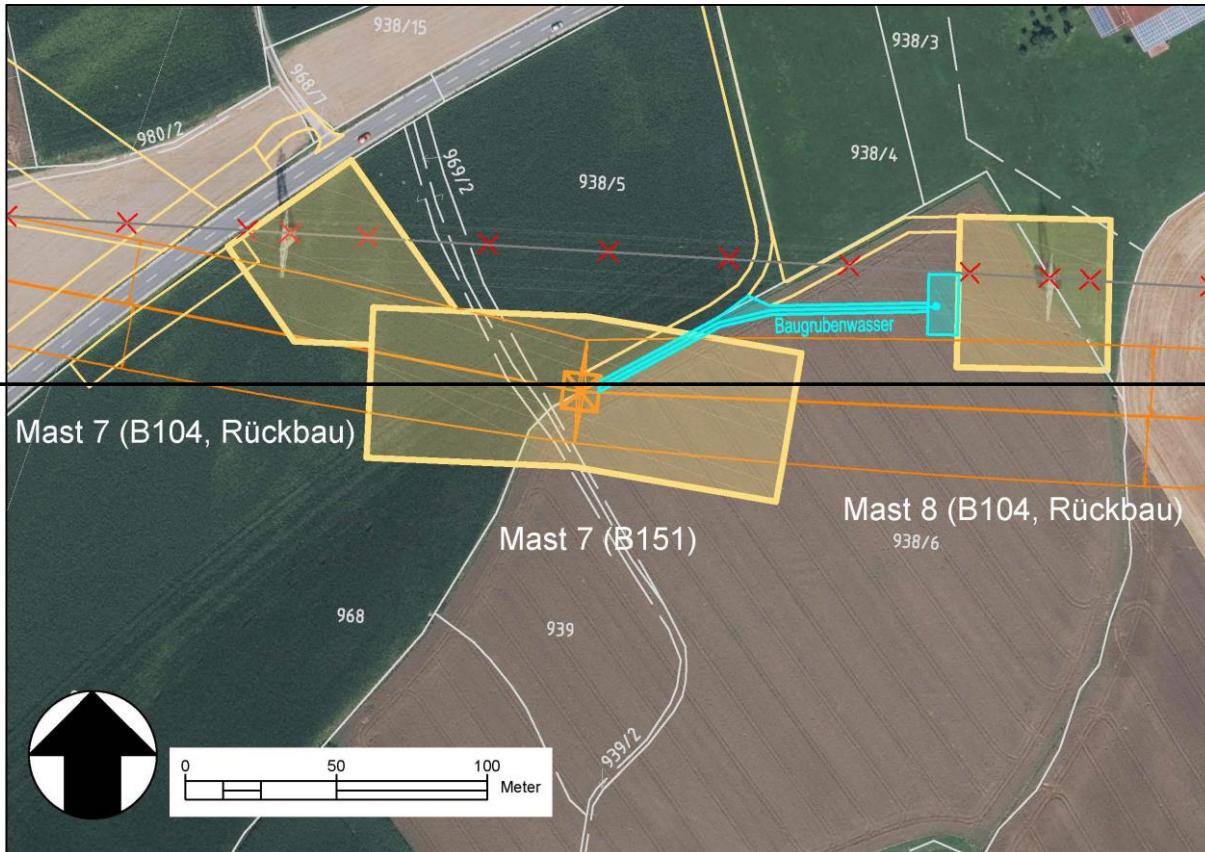 938/15
938/3
968/7
980/2
969/2
938/4
938/5
Baugrubenwasser
Mast 7 (B104, Rückbau)
Mast 8 (B104, Rückbau)
Mast 7 (B151)
938/6
968
939
939/2
0 50 100
Meter